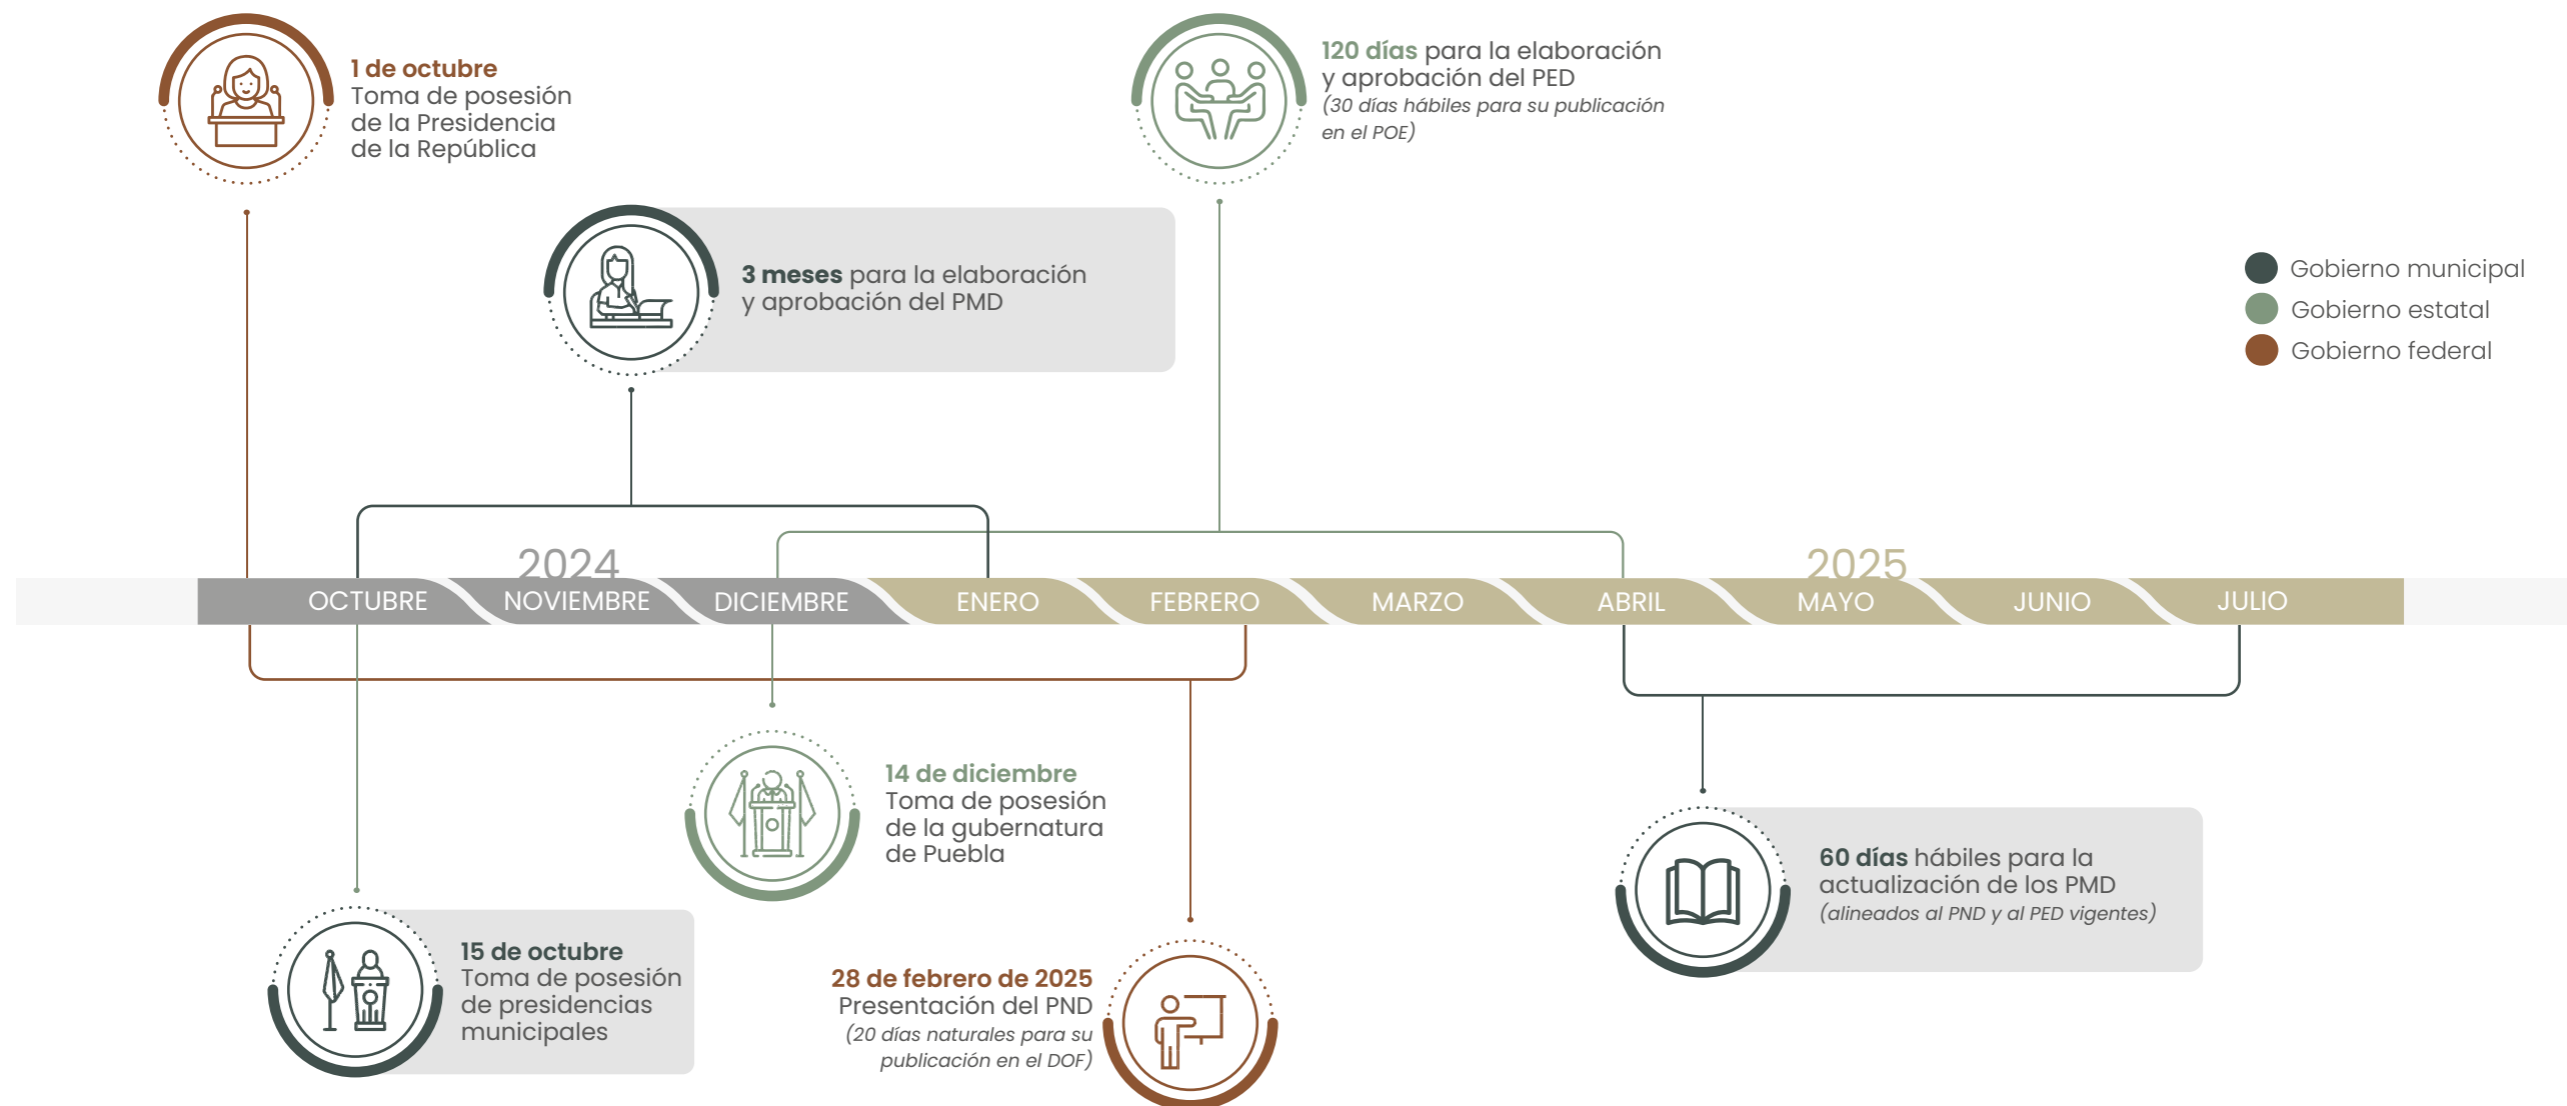 1 de octubre
Toma de posesión
de la Presidencia
de la República
120 días para la elaboración
y aprobación del PED
(30 días hábiles para su publicación
en el POE)
3 meses para la elaboración
y aprobación del PMD
Gobierno municipal
Gobierno estatal
Gobierno federal
2024
2025
OCTUBRE
NOVIEMBRE
DICIEMBRE
ENERO
FEBRERO
MARZO
ABRIL
MAYO
JUNIO
JULIO
14 de diciembre
Toma de posesión
de la gubernatura
de Puebla
60 días hábiles para la
actualización de los PMD
(alineados al PND y al PED vigentes)
15 de octubre
Toma de posesión
de presidencias
municipales
28 de febrero de 2025
Presentación del PND
(20 días naturales para su
publicación en el DOF)